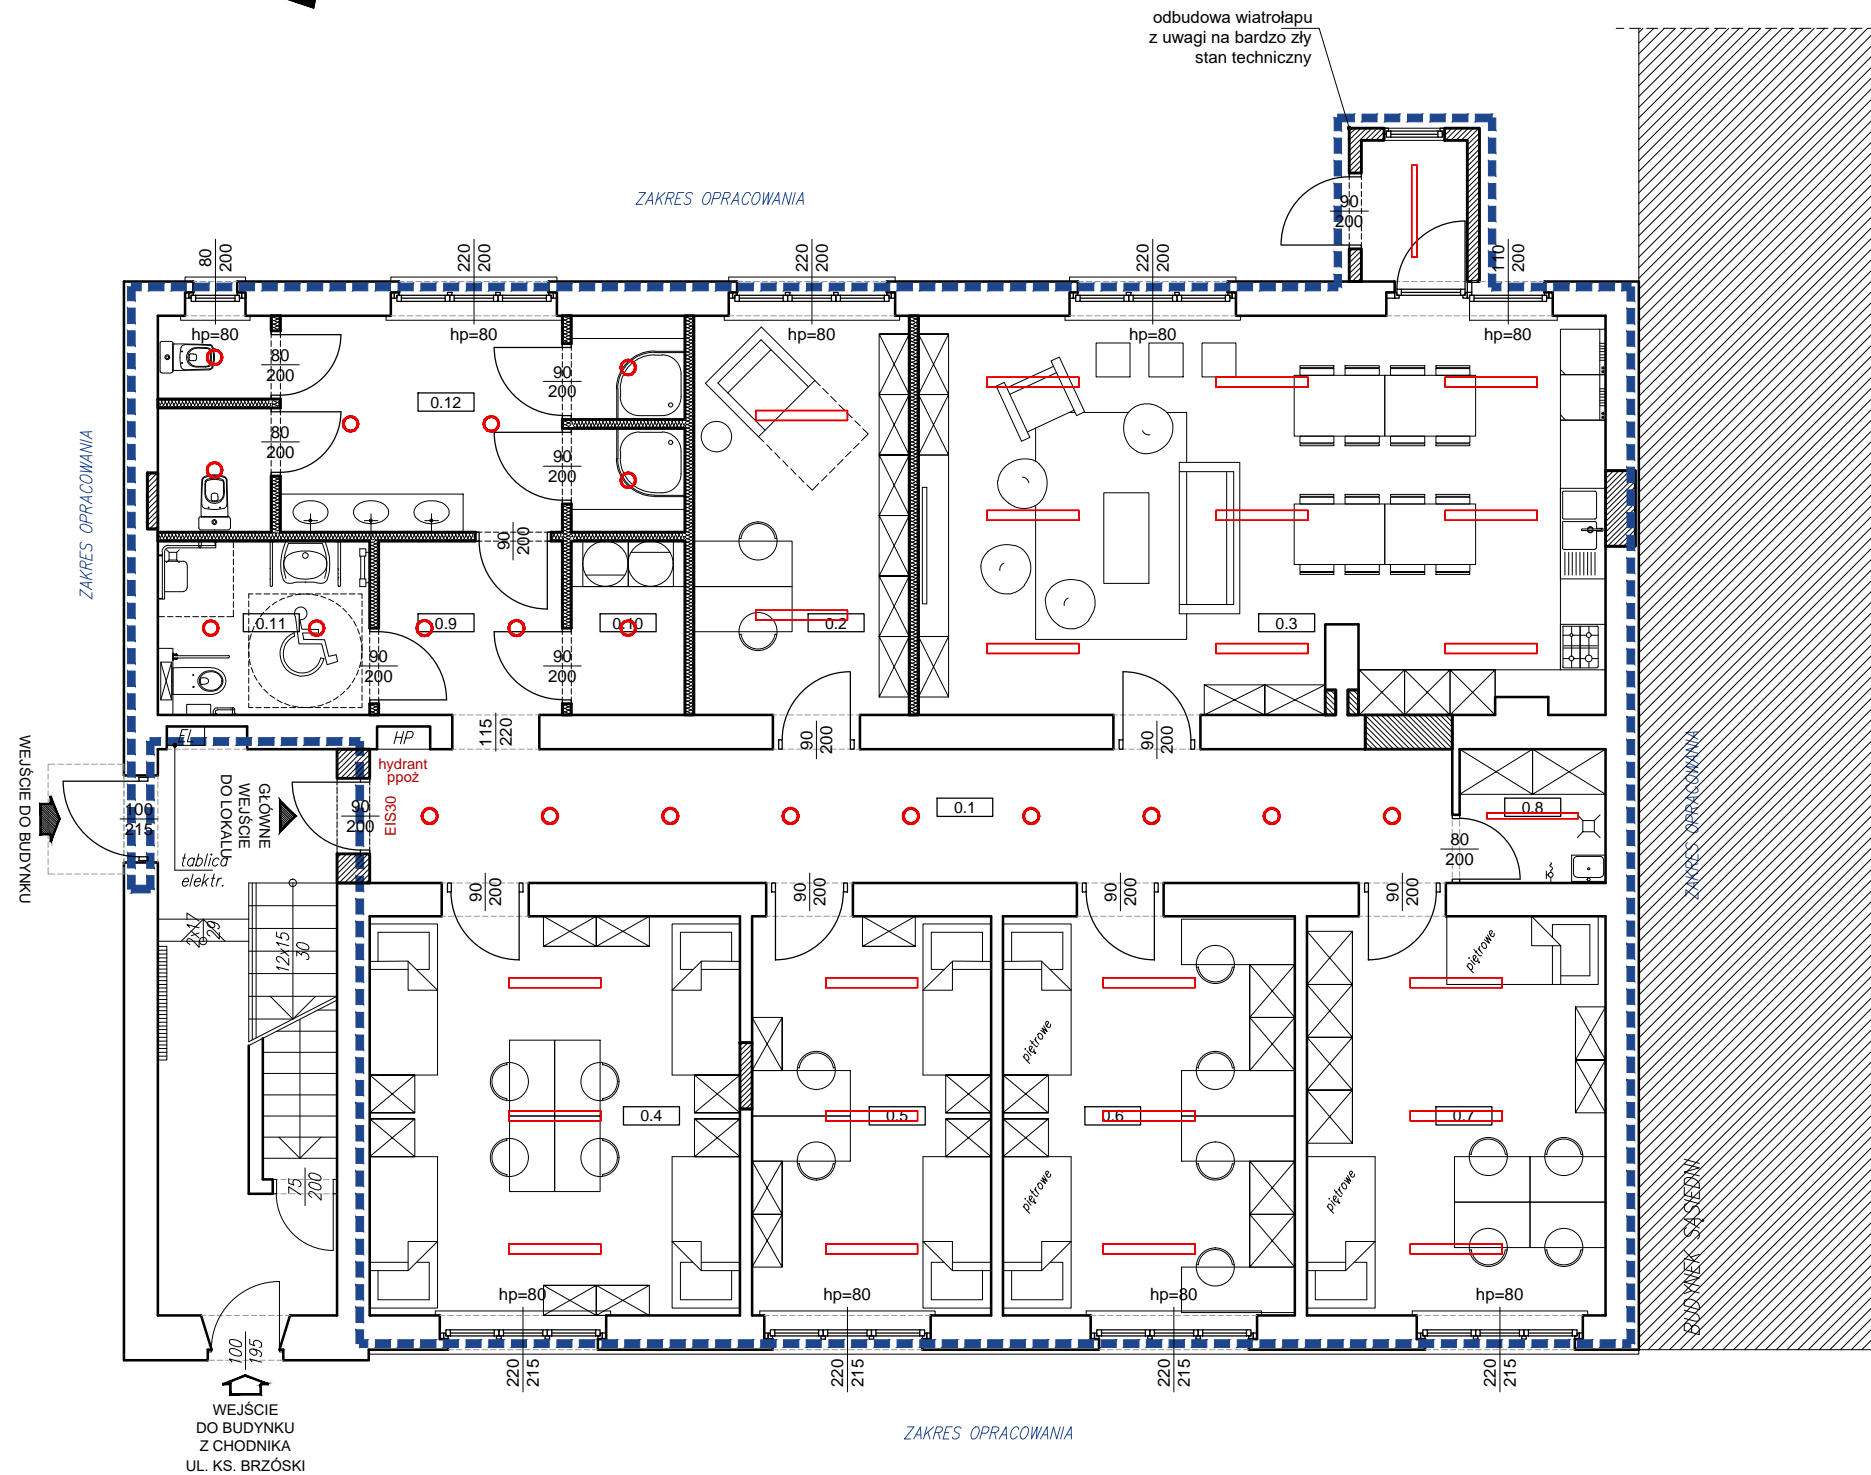 odbudowa wiatrołapu
z uwagi na bardzo zły
stan techniczny
ZAKRES OPRACOWANIA
90
200
80
200
220
200
220
200
220
200
110
200
hp=80
hp=80
hp=80
hp=80
hp=80
80
200
90
200
0.12
80
200
90
200
ZAKRES OPRACOWANIA
90
200
0.11
0.9
0.10
0.2
0.3
90
200
90
200
EL
HP
115
220
90
200
90
200
hydrant
ppoż
EIS30
WEJŚCIE DO BUDYNKU
GŁÓWNE
WEJŚCIE
DO LOKALU
100
215
90
200
0.1
0.8
80
200
ZAKRES OPRACOWANIA
tablica
elektr.
90
200
90
200
90
200
90
200
2x17
29
12x15
30
piętrowe
piętrowe
0.4
0.5
0.6
0.7
75
200
piętrowe
piętrowe
BUDYNEK SĄSIEDNI
hp=80
hp=80
hp=80
hp=80
100
195
220
215
220
215
220
215
220
215
WEJŚCIE
DO BUDYNKU
Z CHODNIKA
UL. KS. BRZÓSKI
ZAKRES OPRACOWANIA